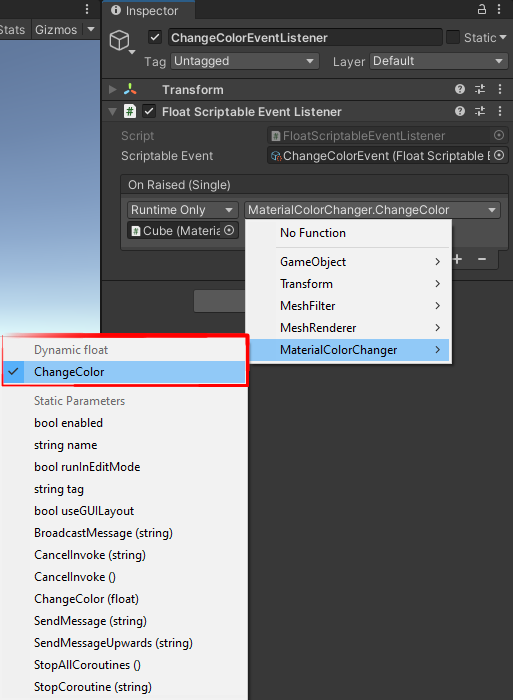 Inspector
Stats Gizmos
ChangeColorEventListener Static
Tag Untagged Layer Default
Transform
# Float Scriptable Event Listener
Script # FloatScriptableEventListener
Scriptable Event ChangeColorEvent (Float Scriptable E
On Raised (Single)
Runtime Only MaterialColorChanger.ChangeColor
# Cube (Materia
No Function
+ −
GameObject
Transform
MeshFilter
MeshRenderer
MaterialColorChanger
Dynamic float
ChangeColor
Static Parameters
bool enabled
string name
bool runInEditMode
string tag
bool useGUILayout
BroadcastMessage (string)
CancelInvoke (string)
CancelInvoke ()
ChangeColor (float)
SendMessage (string)
SendMessageUpwards (string)
StopAllCoroutines ()
StopCoroutine (string)